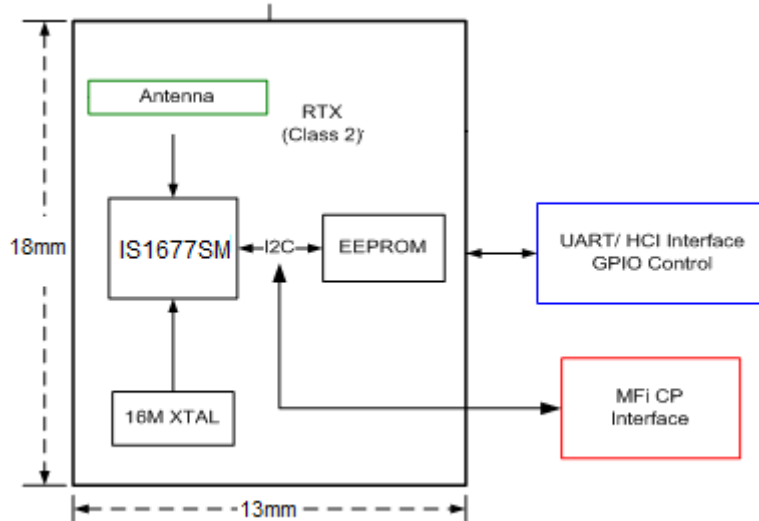 Antenna
RTX
(Class 2)
18mm
IS1677SM
I2C
EEPROM
UART/ HCI Interface
GPIO Control
16M XTAL
MFi CP
Interface
13mm